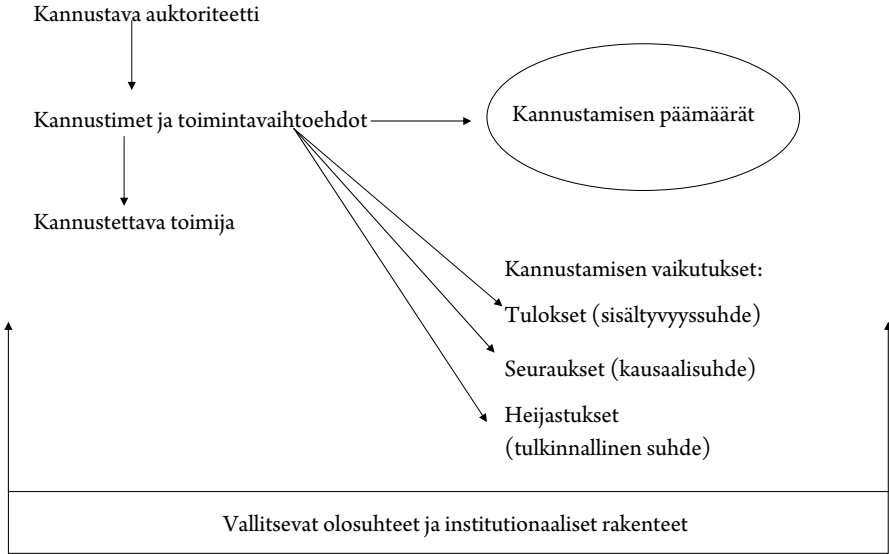 Kannustava auktoriteetti
Kannustimet ja toimintavaihtoehdot
Kannustamisen päämäärät
Kannustettava toimija
Kannustamisen vaikutukset:
Tulokset (sisältyvyyssuhde)
Seuraukset (kausaalisuhde)
Heijastukset
(tulkinnallinen suhde)
Vallitsevat olosuhteet ja institutionaaliset rakenteet